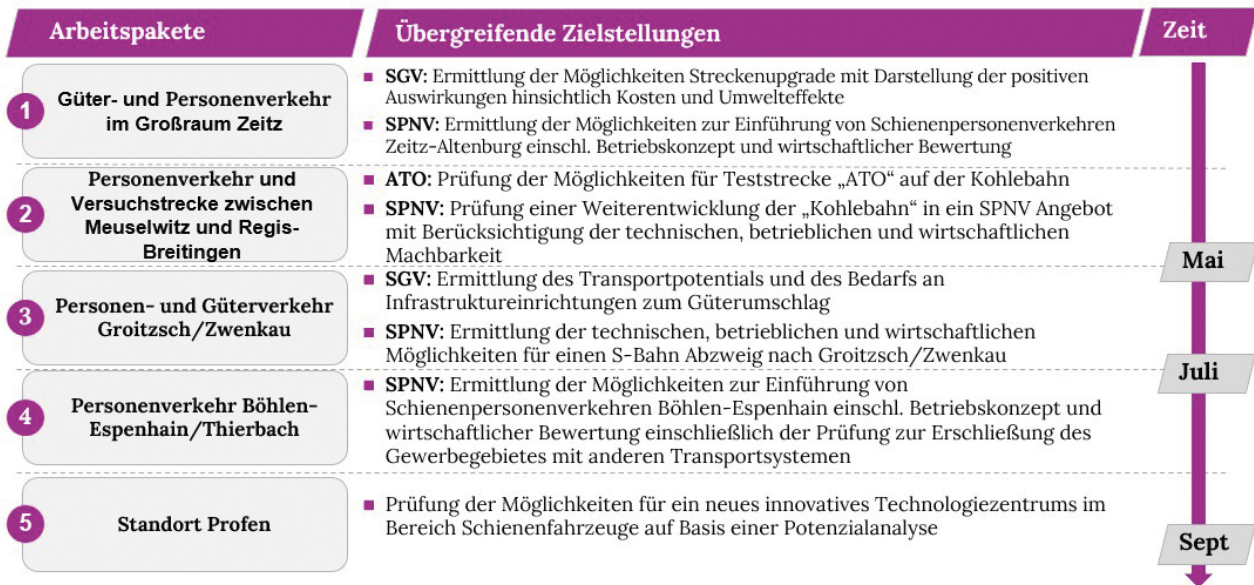 Arbeitspakete
Übergreifende Zielstellungen
Zeit
1
Güter- und Personenverkehr
im Großraum Zeitz
■ SGV: Ermittlung der Möglichkeiten Streckenupgrade mit Darstellung der positiven
Auswirkungen hinsichtlich Kosten und Umwelteffekte
■ SPNV: Ermittlung der Möglichkeiten zur Einführung von Schienenpersonenverkehren
Zeitz-Altenburg einschl. Betriebskonzept und wirtschaftlicher Bewertung
2
Personenverkehr und
Versuchstrecke zwischen
Meuselwitz und Regis-
Breitingen
■ ATO: Prüfung der Möglichkeiten für Teststrecke „ATO“ auf der Kohlebahn
■ SPNV: Prüfung einer Weiterentwicklung der „Kohlebahn“ in ein SPNV Angebot
mit Berücksichtigung der technischen, betrieblichen und wirtschaftlichen
Machbarkeit
Mai
3
Personen- und Güterverkehr
Groitzsch/Zwenkau
■ SGV: Ermittlung des Transportpotentials und des Bedarfs an
Infrastruktureinrichtungen zum Güterumschlag
■ SPNV: Ermittlung der technischen, betrieblichen und wirtschaftlichen
Möglichkeiten für einen S-Bahn Abzweig nach Groitzsch/Zwenkau
Juli
4
Personenverkehr Böhlen-
Espenhain/Thierbach
■ SPNV: Ermittlung der Möglichkeiten zur Einführung von
Schienenpersonenverkehren Böhlen-Espenhain einschl. Betriebskonzept und
wirtschaftlicher Bewertung einschließlich der Prüfung zur Erschließung des
Gewerbegebietes mit anderen Transportsystemen
5
Standort Profen
■ Prüfung der Möglichkeiten für ein neues innovatives Technologiezentrums im
Bereich Schienenfahrzeuge auf Basis einer Potenzialanalyse
Sept